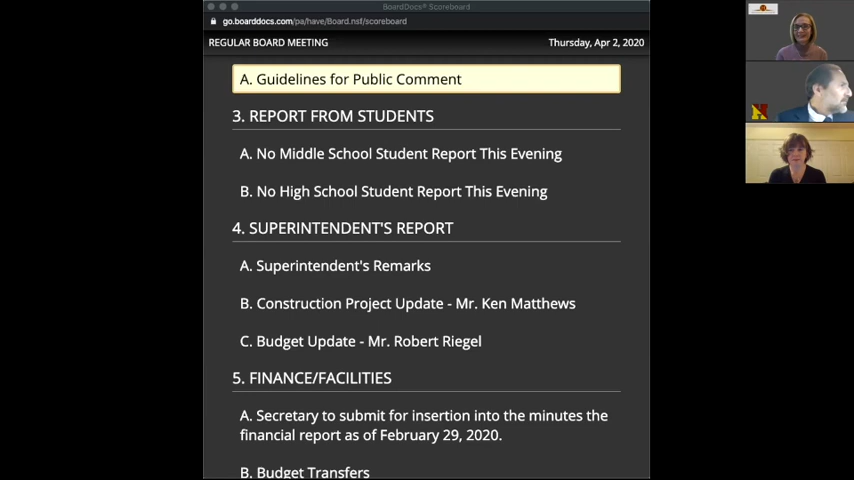 BoardDocs® Scoreboard
go.boarddocs.com/pa/have/Board.nsf/scoreboard
REGULAR BOARD MEETING
Thursday, Apr 2, 2020
A. Guidelines for Public Comment
3. REPORT FROM STUDENTS
A. No Middle School Student Report This Evening
B. No High School Student Report This Evening
4. SUPERINTENDENT'S REPORT
A. Superintendent's Remarks
B. Construction Project Update - Mr. Ken Matthews
C. Budget Update - Mr. Robert Riegel
5. FINANCE/FACILITIES
A. Secretary to submit for insertion into the minutes the
financial report as of February 29, 2020.
B. Budget Transfers